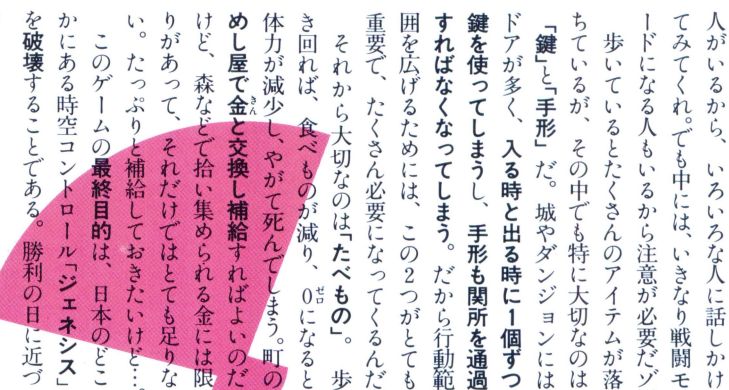 人がいるから、いろいろな人に話しかけ
てみてくれ。でも中には、いきなり戦闘モ
ードになる人もいるから注意が必要だゾ
　歩いているとたくさんのアイテムが落
ちているが、その中でも特に大切なのは
「鍵」と「手形」だ。城やダンジョンには
ドアが多く、入る時と出る時に1個ずつ
鍵を使ってしまうし、手形も関所を通過
すればなくなってしまう。だから行動範
囲を広げるためには、この2つがとても
重要で、たくさん必要になってくるんだ
　それから大切なのは「たべもの」。歩
き回れば、食べものが減り、0になると
体力が減少し、やがて死んでしまう。町の
めし屋で金と交換し補給すればよいのだ
けど、森などで拾い集められる金には限
りがあって、それだけではとても足りな
い。たっぷりと補給しておきたいけど…。
　このゲームの最終目的は、日本のどこ
かにある時空コントロール「ジェネシス」
を破壊することである。勝利の日に近づ